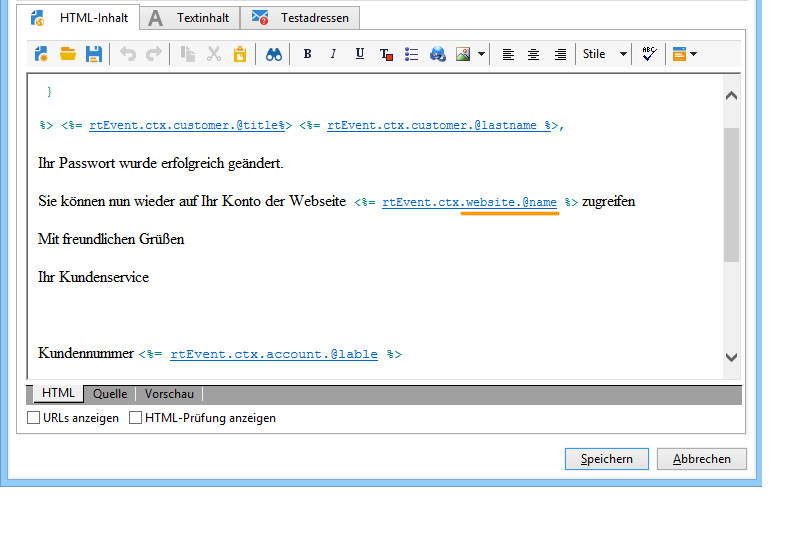 HTML-Inhalt A Textinhalt Testadressen
B I U T Stile ABC
}
%> <%= rtEvent.ctx.customer.@title%> <%= rtEvent.ctx.customer.@lastname %>,
Ihr Passwort wurde erfolgreich geändert.
Sie können nun wieder auf Ihr Konto der Webseite <%= rtEvent.ctx.website.@name %> zugreifen
Mit freundlichen Grüßen
Ihr Kundenservice
Kundennummer <%= rtEvent.ctx.account.@lable %>
HTML Quelle Vorschau
URLs anzeigen HTML-Prüfung anzeigen
Speichern Abbrechen